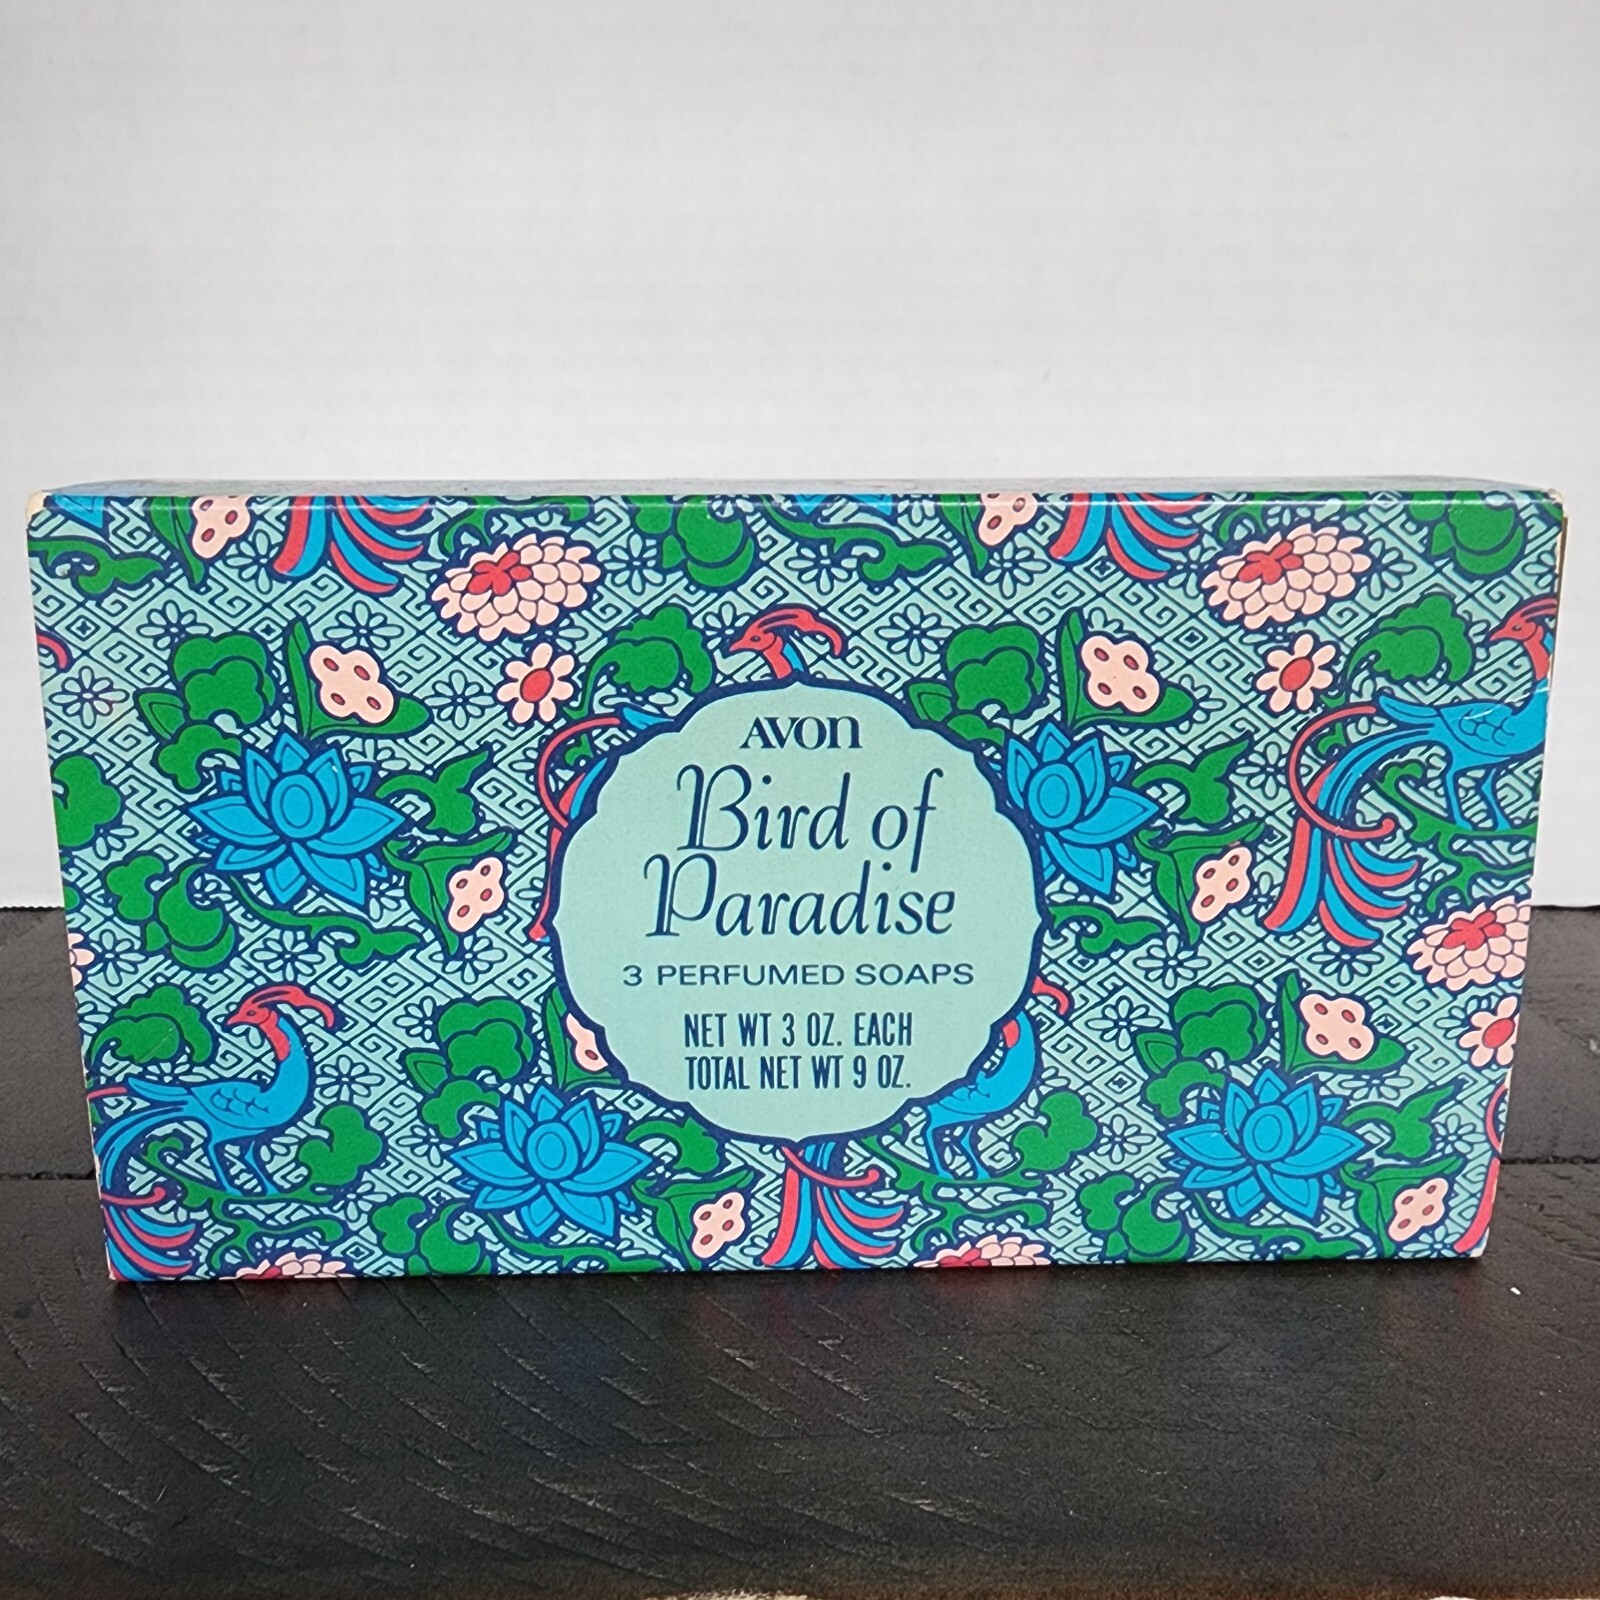 AVON
Bird of
Paradise
3 PERFUMED SOAPS
NET WT 3 OZ. EACH
TOTAL NET WT 9 OZ.